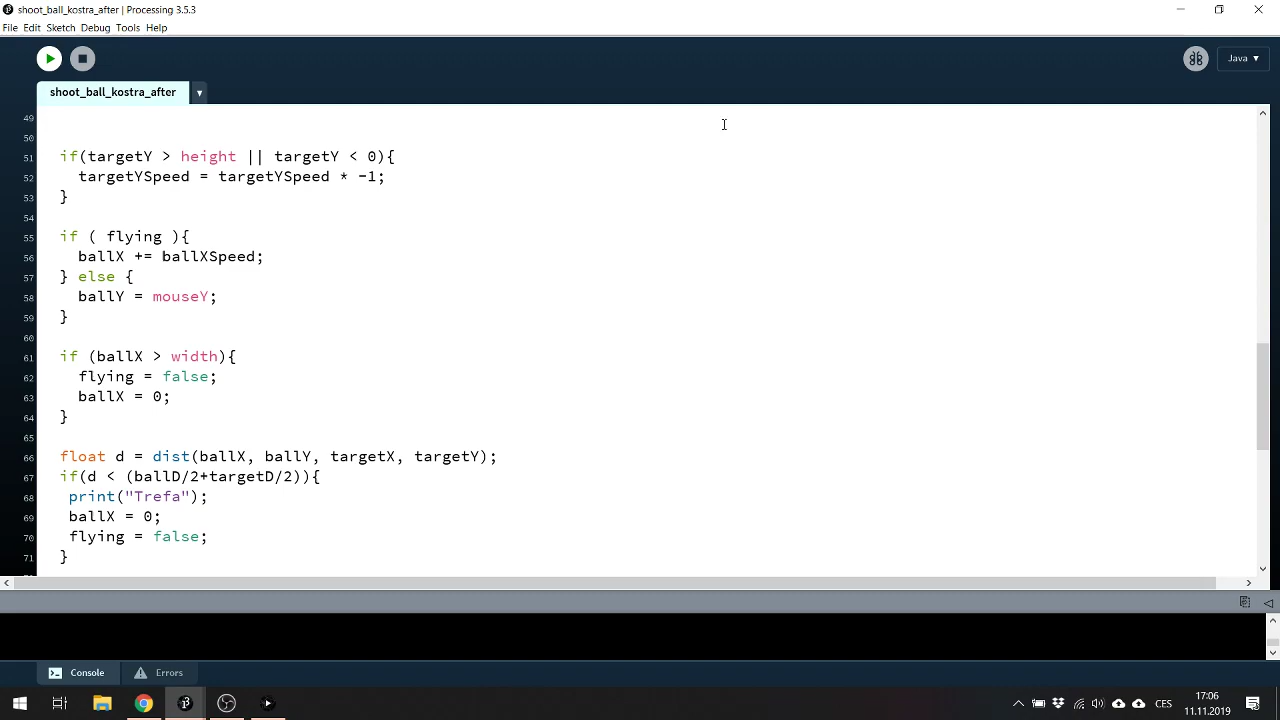 shoot_ball_kostra_after | Processing 3.5.3
File Edit Sketch Debug Tools Help
Java ▼
shoot_ball_kostra_after ▼
49
50
51 if(targetY > height || targetY < 0){
52 targetYSpeed = targetYSpeed * -1;
53 }
54
55 if ( flying ){
56 ballX += ballXSpeed;
57 } else {
58 ballY = mouseY;
59 }
60
61 if (ballX > width){
62 flying = false;
63 ballX = 0;
64 }
65
66 float d = dist(ballX, ballY, targetX, targetY);
67 if(d < (ballD/2+targetD/2)){
68 print("Trefa");
69 ballX = 0;
70 flying = false;
71 }
Console Errors
CES
17:06
11.11.2019